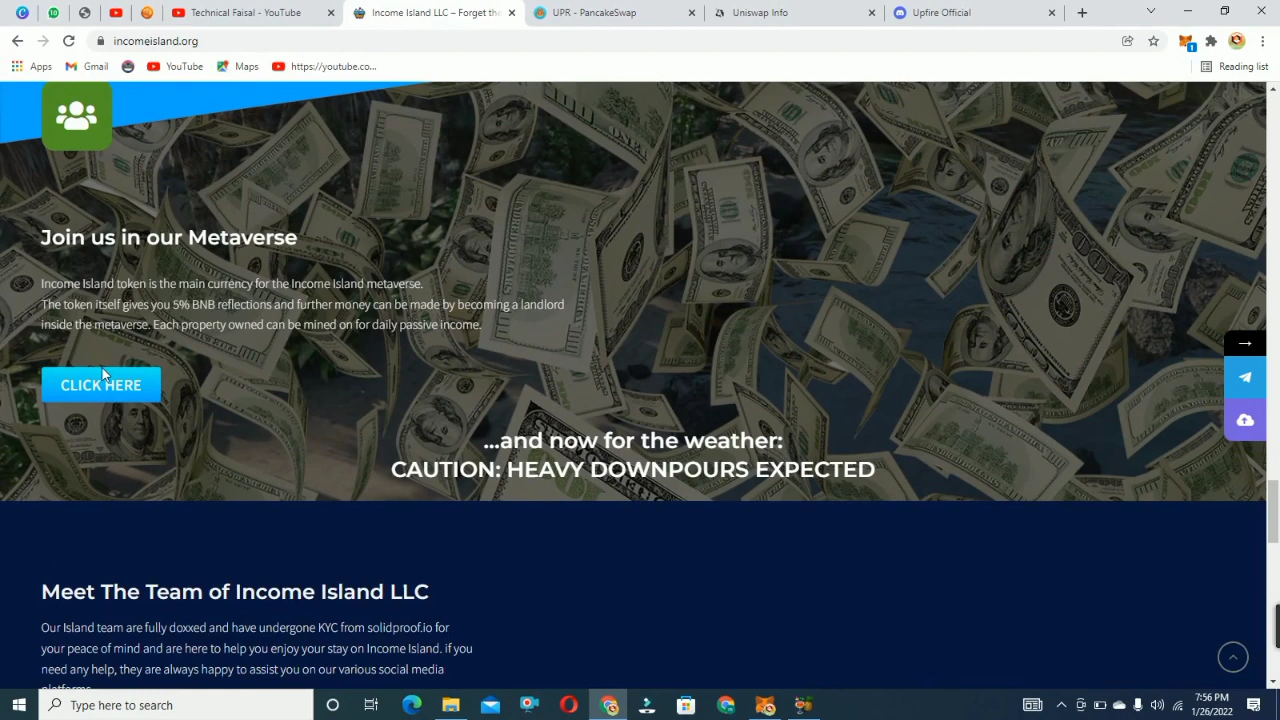 Technical Faisal - YouTube
Income Island LLC – Forget the
UPR - PancakeSwap
Uniswap Info
Upfire Official
incomeisland.org
1
Apps
Gmail
YouTube
Maps
https://youtube.co...
Reading list
Join us in our Metaverse
Income Island token is the main currency for the Income Island metaverse.
The token itself gives you 5% BNB reflections and further money can be made by becoming a landlord
inside the metaverse. Each property owned can be mined on for daily passive income.
CLICK HERE
...and now for the weather:
CAUTION: HEAVY DOWNPOURS EXPECTED
Meet The Team of Income Island LLC
Our Island team are fully doxxed and have undergone KYC from solidproof.io for
your peace of mind and are here to help you enjoy your stay on Income Island. if you
need any help, they are always happy to assist you on our various social media
platforms
Type here to search
7:56 PM
1/26/2022